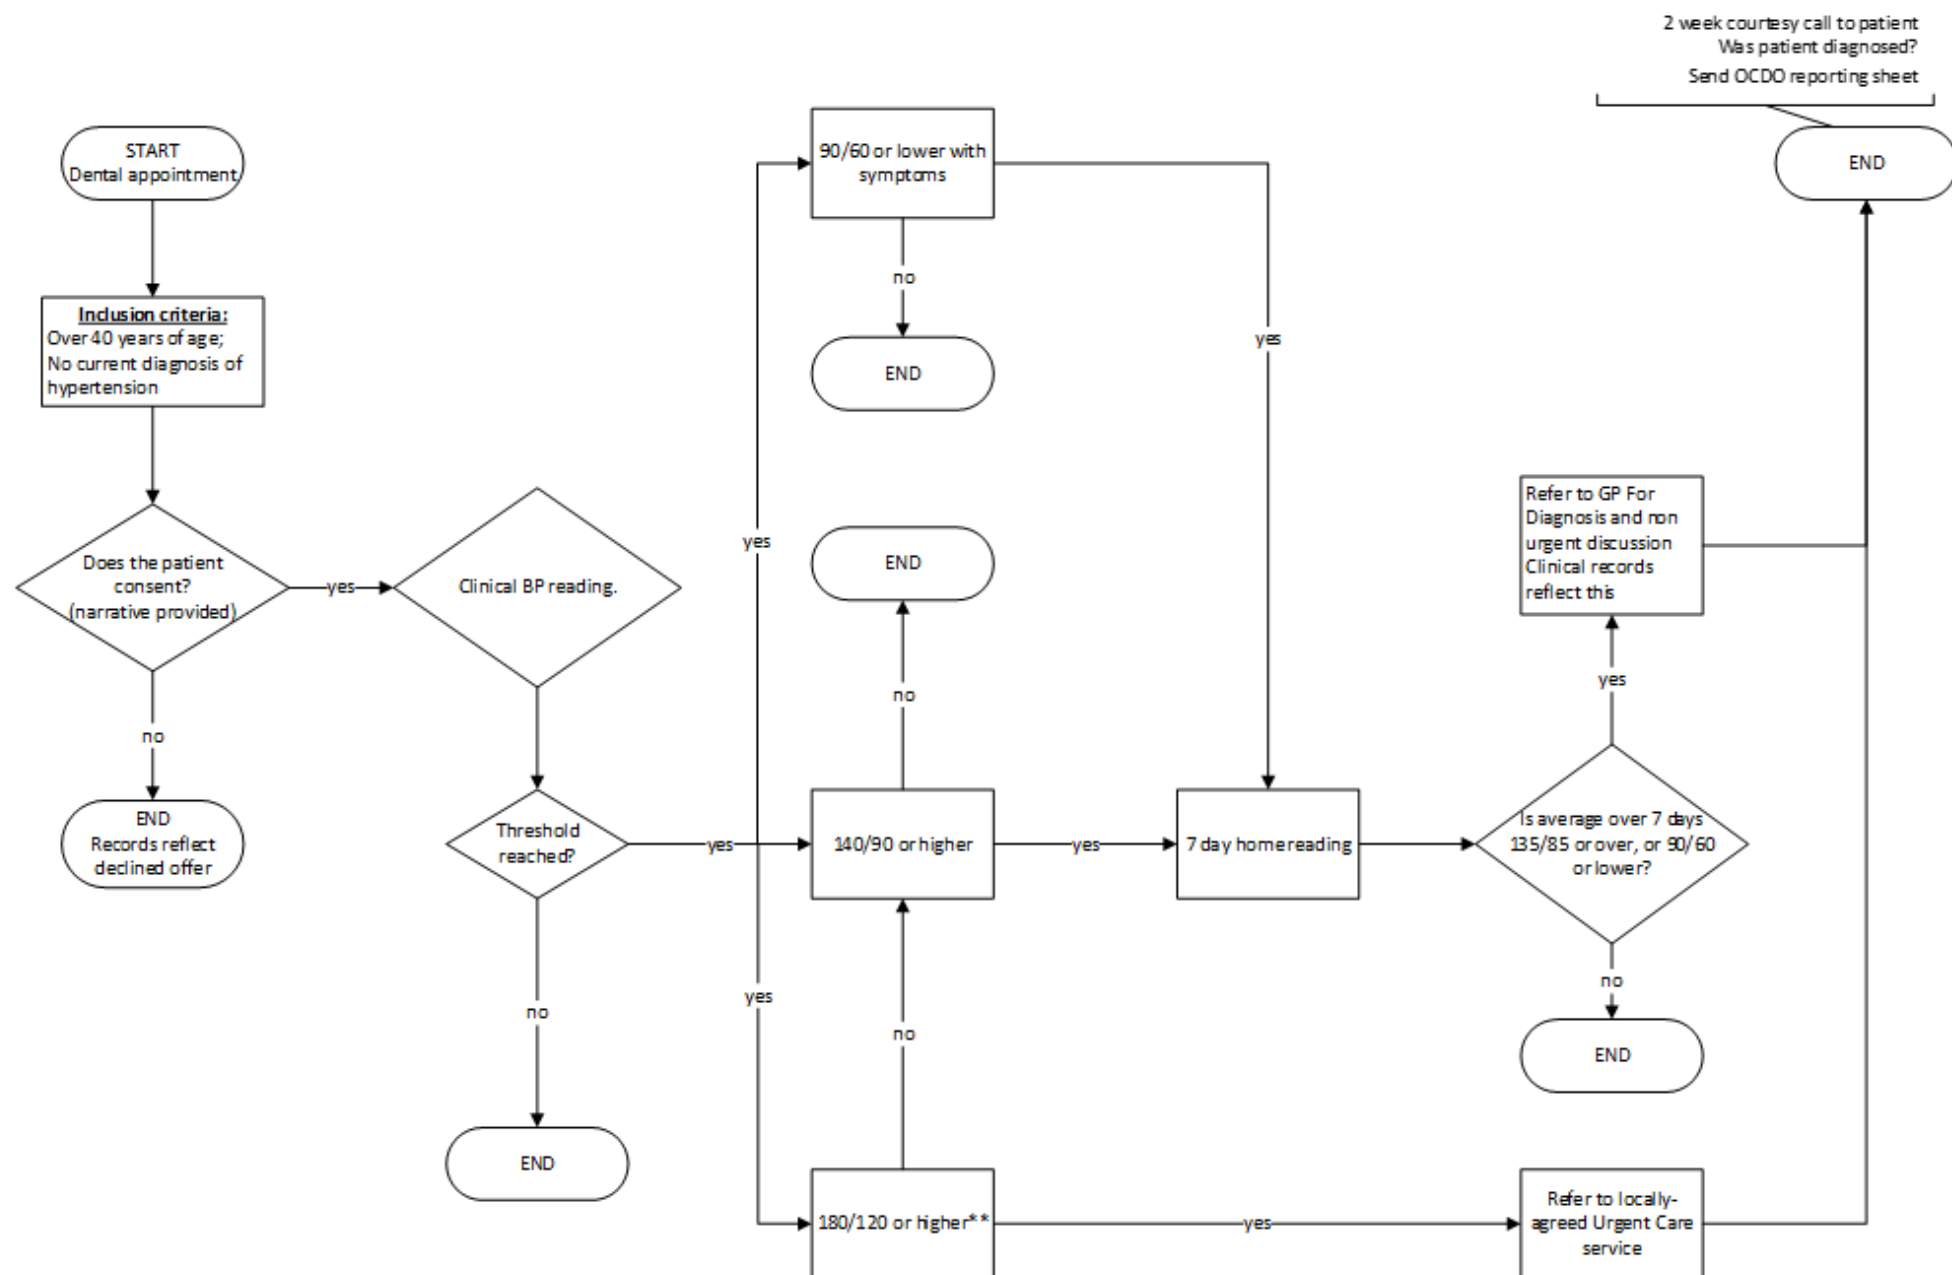 2 week courtesy call to patient
Was patient diagnosed?
Send OCDO reporting sheet
END
START
Dental appointment
Inclusion criteria:
Over 40 years of age;
No current diagnosis of
hypertension
Does the patient
consent?
(narrative provided)
yes
no
END
Records reflect
declined offer
Clinical BP reading.
Threshold
reached?
no
END
yes
yes
yes
90/60 or lower with
symptoms
no
END
yes
END
no
140/90 or higher
yes
no
180/120 or higher**
yes
7 day home reading
Is average over 7 days
135/85 or over, or 90/60
or lower?
yes
Refer to GP For
Diagnosis and non
urgent discussion
Clinical records
reflect this
no
END
Refer to locally-
agreed Urgent Care
service